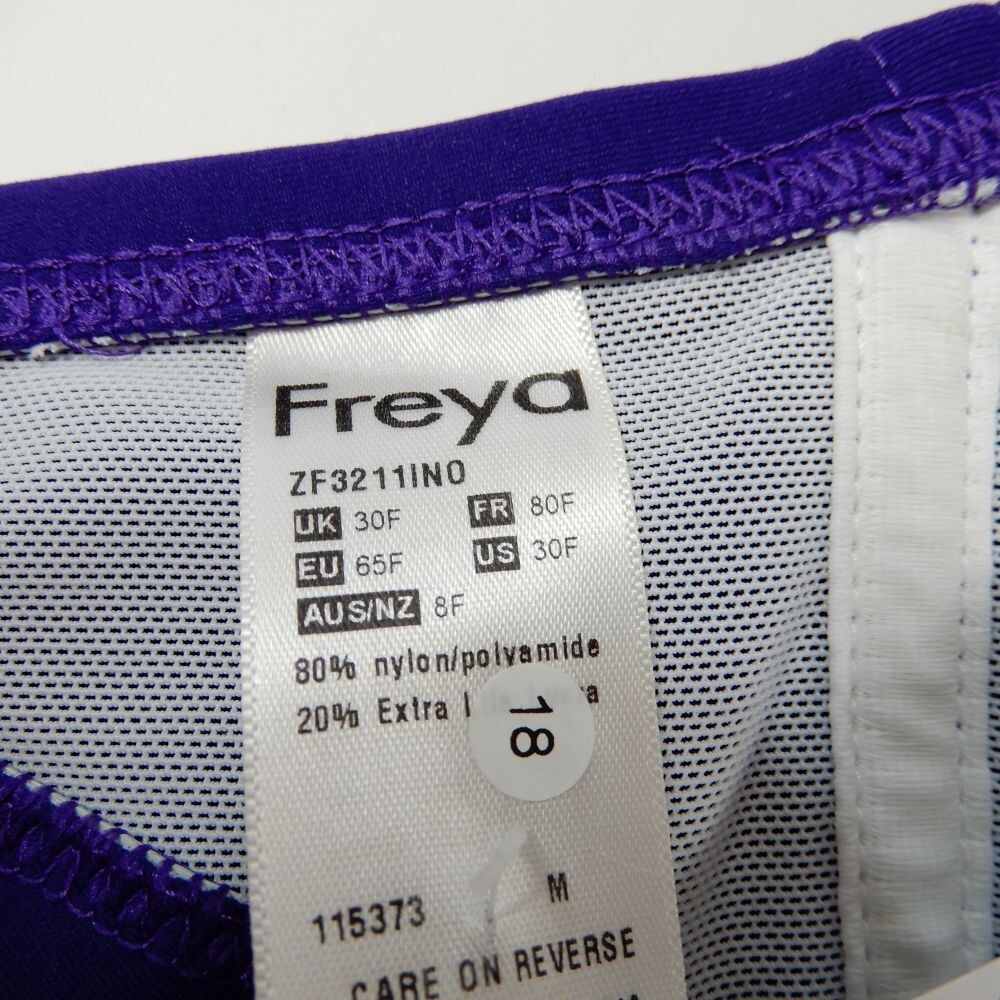 Freya
ZF3211INO
UK 30F FR 80F
EU 65F US 30F
AUS/NZ 8F
80% nylon/polyamide
20% Extra
18
M
115373
CARE ON REVERSE